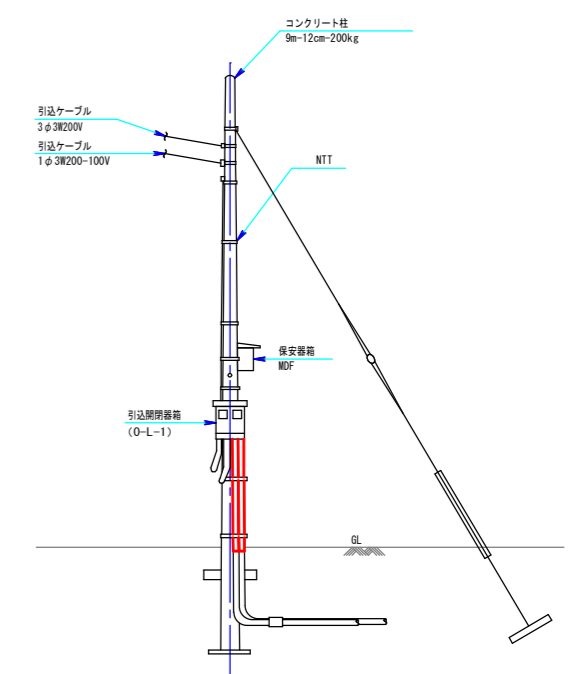 コンクリート柱
9m-12cm-200kg
引込ケーブル
3φ3W200V
引込ケーブル
1φ3W200-100V
NTT
保安器箱
MDF
引込開閉器箱
(O-L-1)
GL